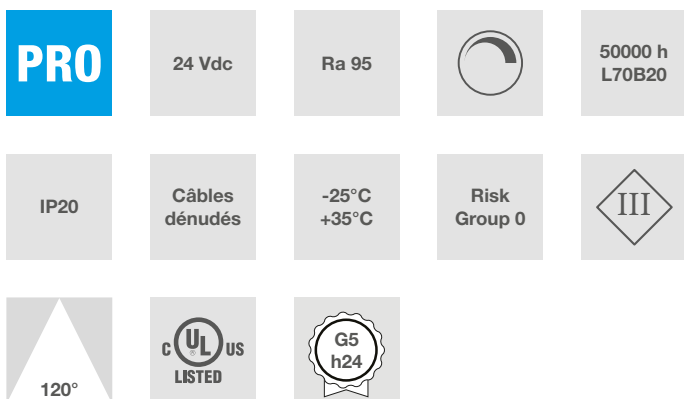 PRO
24 Vdc
Ra 95
50000 h
L70B20
IP20
Câbles
dénudés
-25°C
+35°C
Risk
Group 0
III
120°
C UL US
®
LISTED
G5
h24